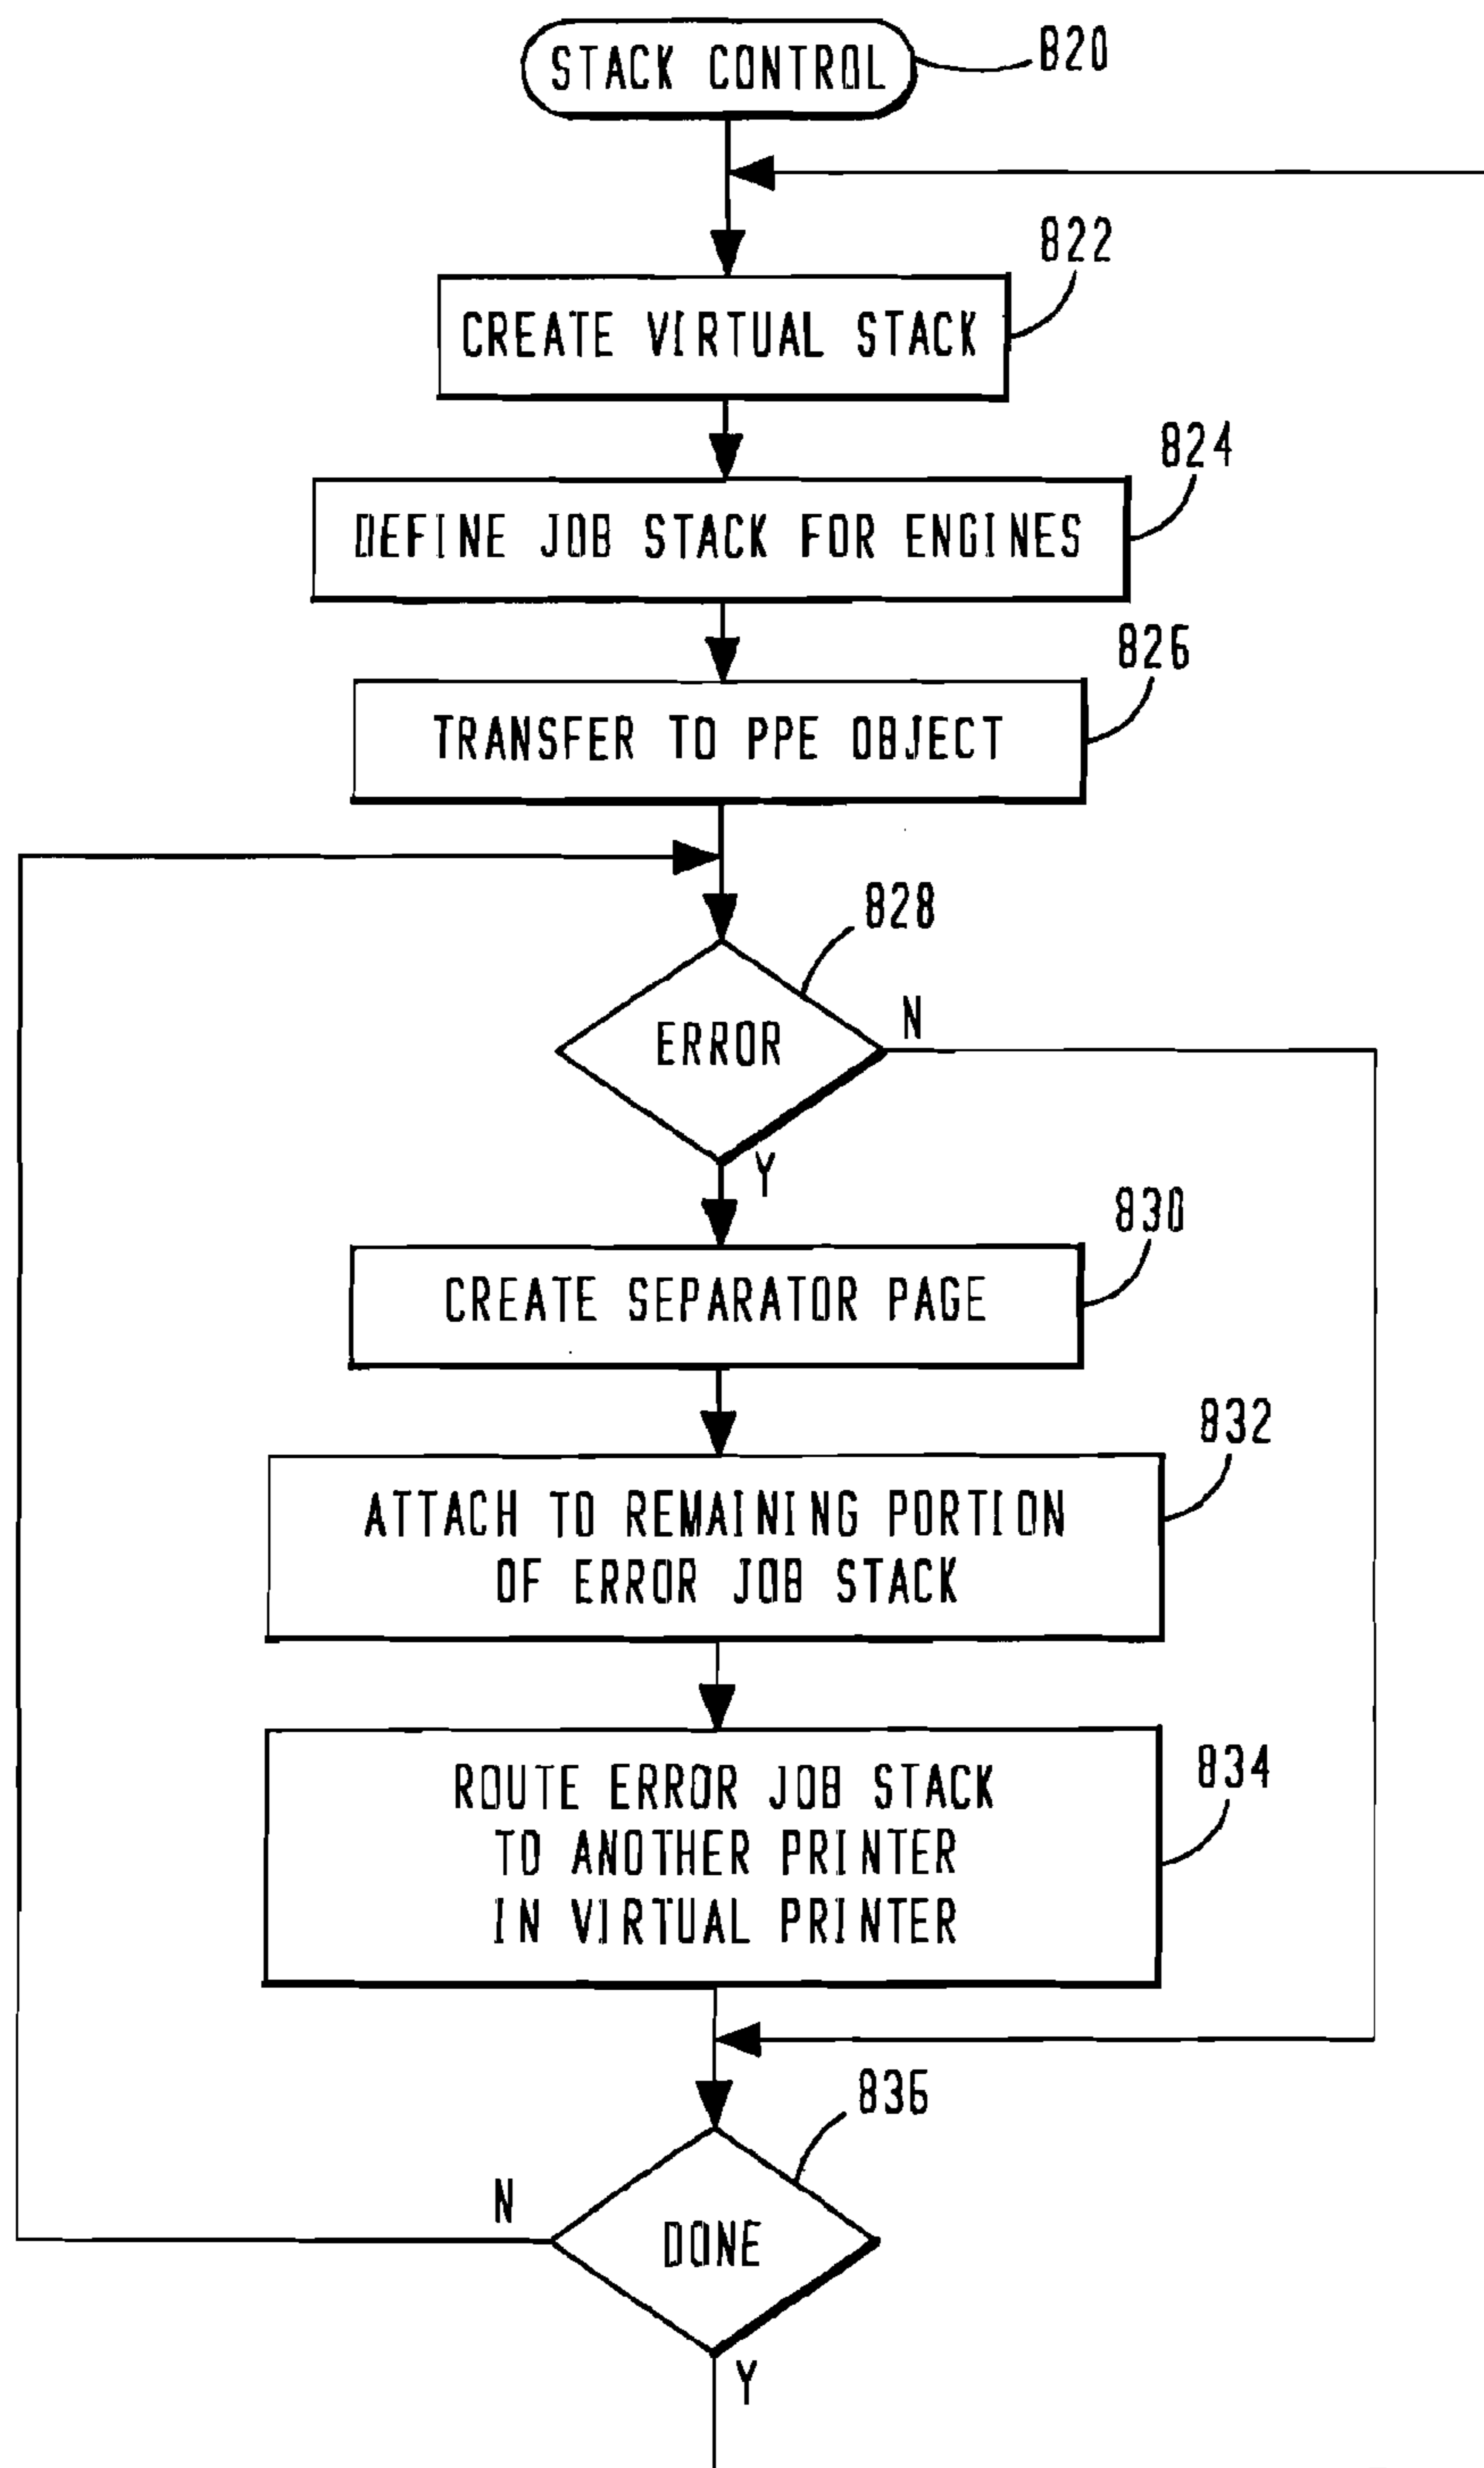 STACK CONTROL
820
822
CREATE VIRTUAL STACK
824
DEFINE JOB STACK FOR ENGINES
826
TRANSFER TO PPE OBJECT
828
N
ERROR
Y
830
CREATE SEPARATOR PAGE
832
ATTACH TO REMAINING PORTION
OF ERROR JOB STACK
834
ROUTE ERROR JOB STACK
TO ANOTHER PRINTER
IN VIRTUAL PRINTER
836
N
DONE
Y